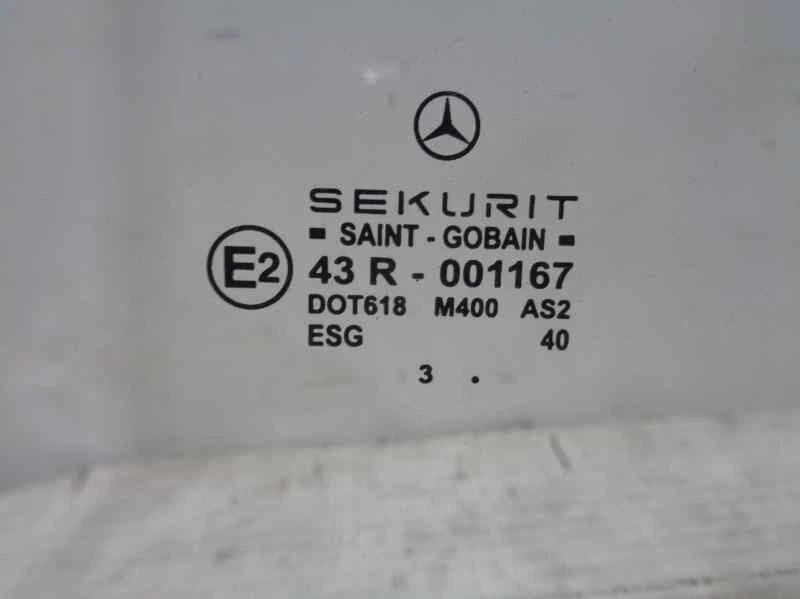 SEKURIT
SAINT - GOBAIN
E2 43 R - 001167
DOT618 M400 AS2
ESG 40
3 .